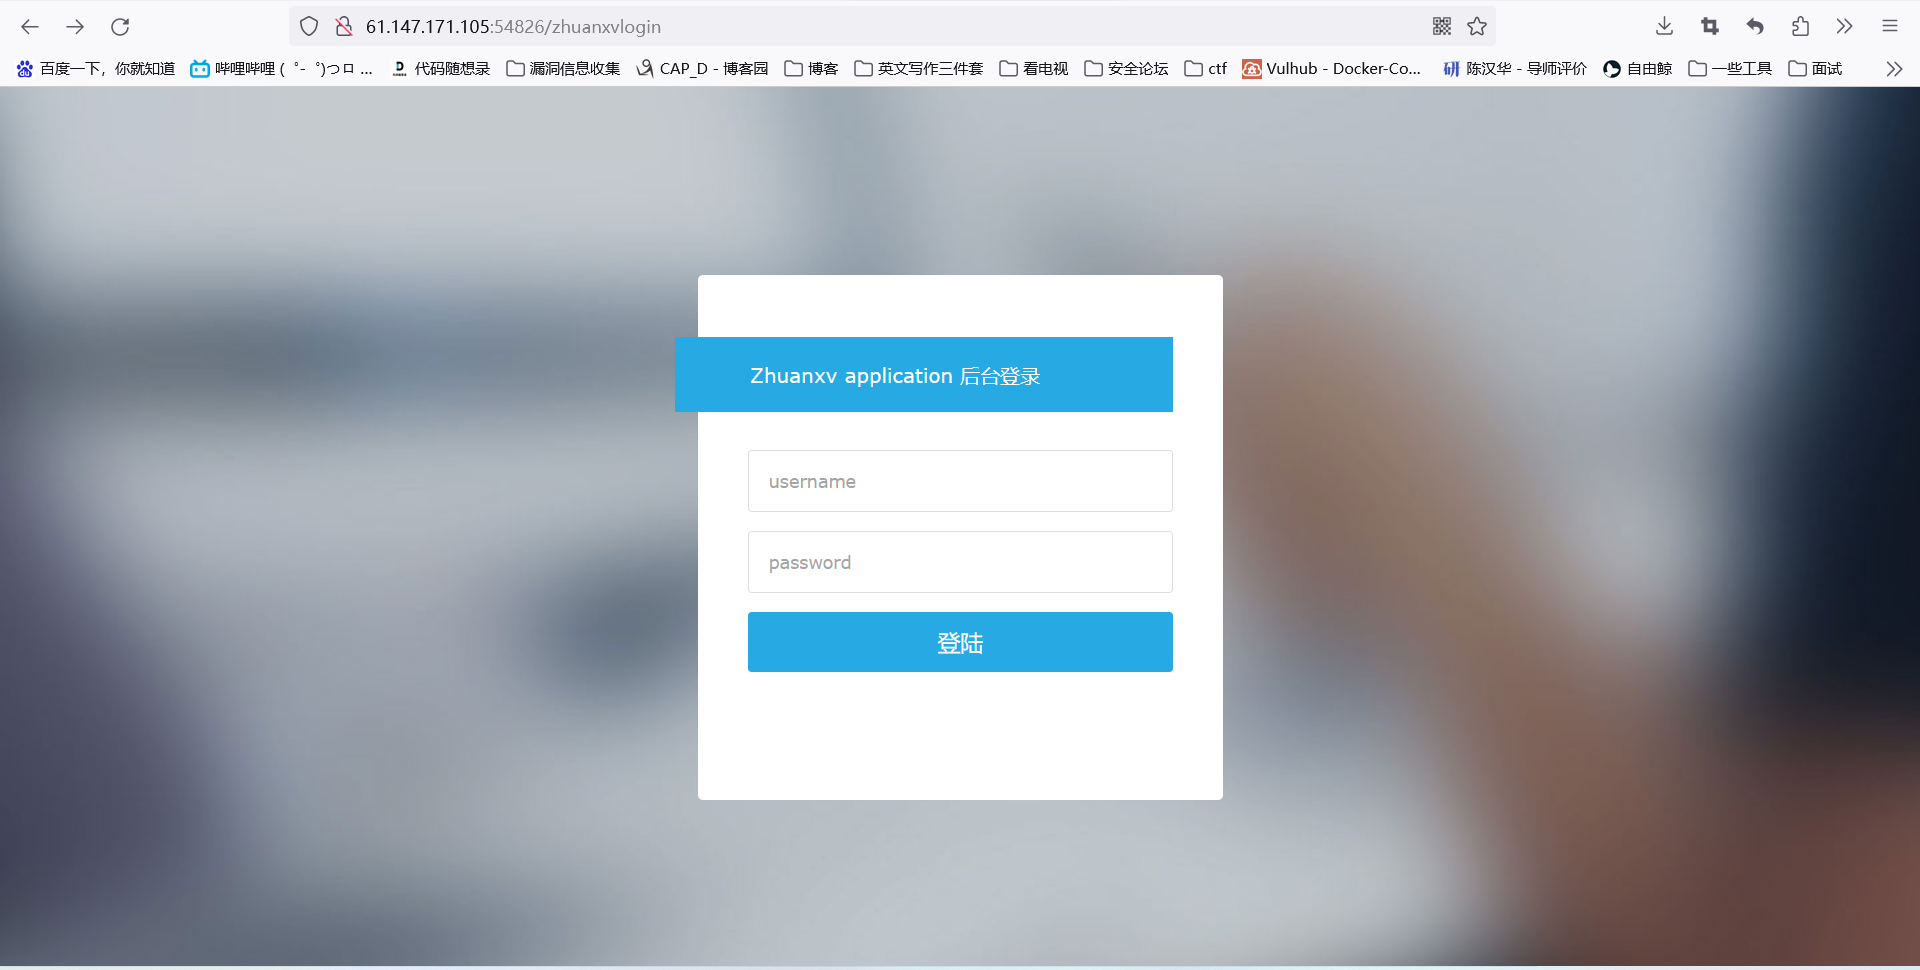 61.147.171.105:54826/zhuanxvlogin
百度一下，你就知道 哔哩哔哩 ( ゜- ゜)つロ ... 代码随想录 漏洞信息收集 CAP_D - 博客园 博客 英文写作三件套 看电视 安全论坛 ctf Vulhub - Docker-Co... 陈汉华 - 导师评价 自由鲸 一些工具 面试
Zhuanxv application 后台登录
username
password
登陆